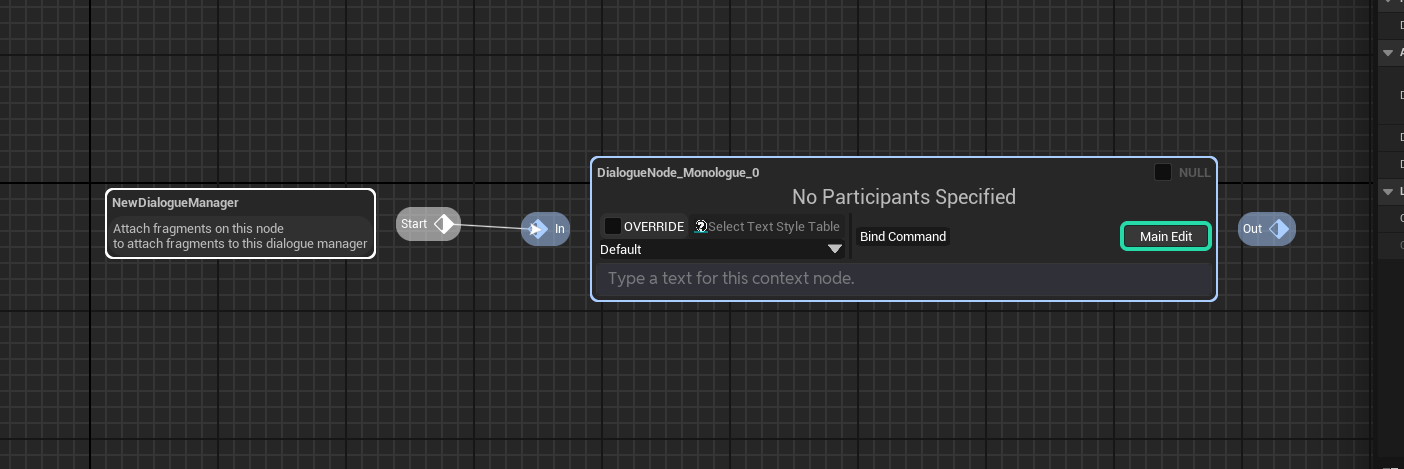 DialogueNode_Monologue_0
NULL
No Participants Specified
NewDialogueManager
Attach fragments on this node
to attach fragments to this dialogue manager
Start
In
OVERRIDE
Select Text Style Table
Default
Bind Command
Main Edit
Out
Type a text for this context node.